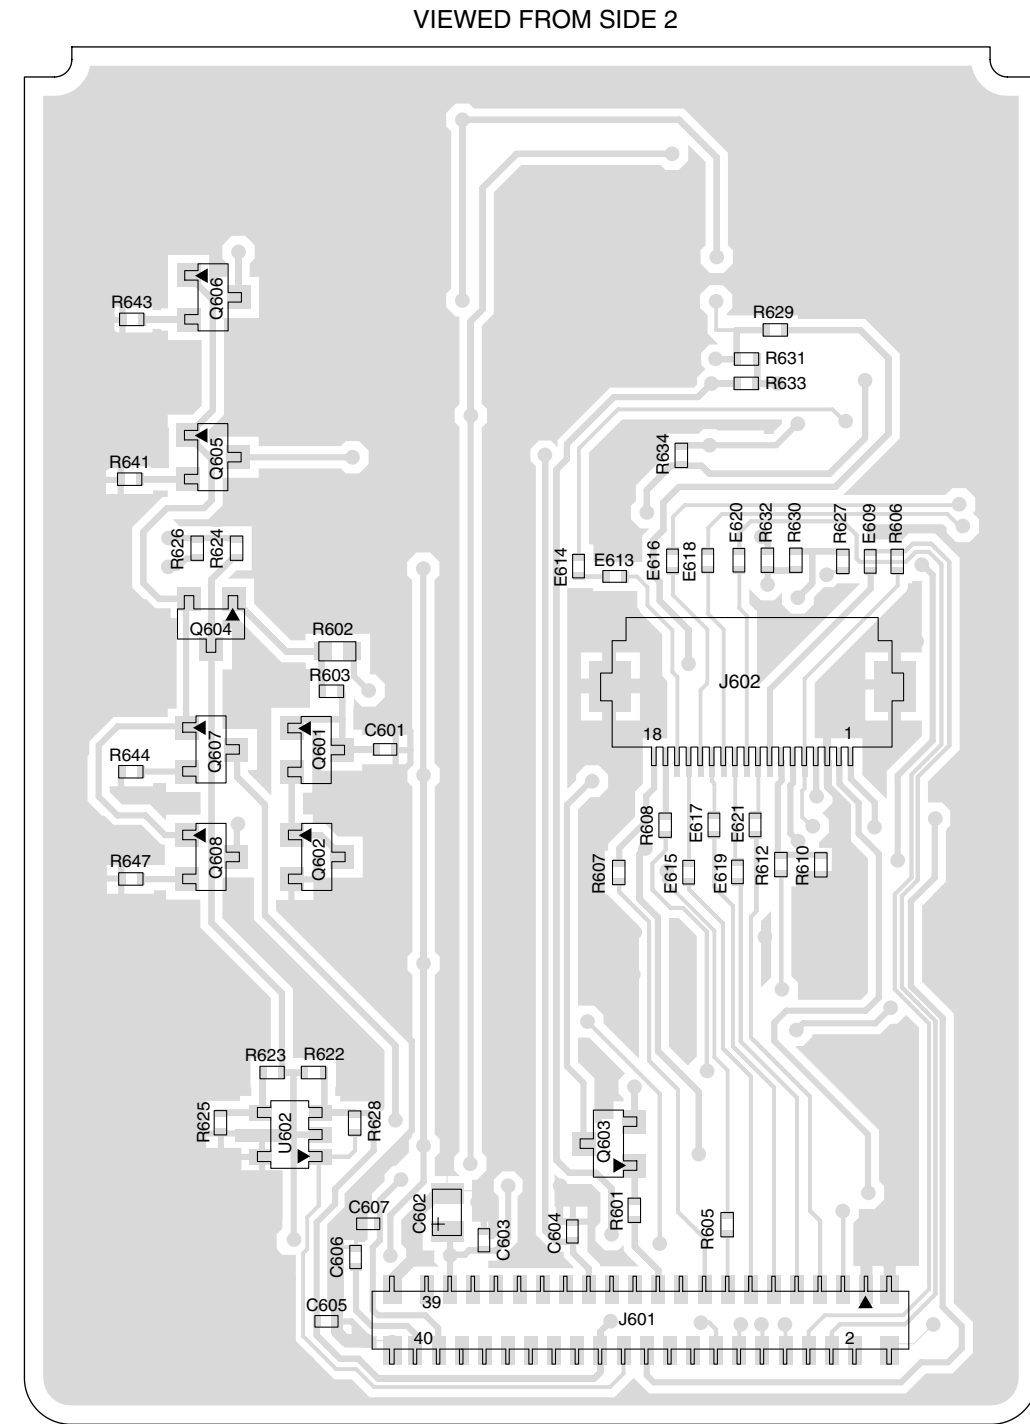 VIEWED FROM SIDE 2
Q606
R643
R629
R631
R633
Q605
R634
R641
R626
R624
E614
E613
E616
E618
E620
R632
R630
R627
E609
R606
Q604
R602
R603
J602
C601
18
1
Q607
Q601
R644
R608
E617
E621
Q608
Q602
R647
R607
E615
E619
R612
R610
R623
R622
R625
U602
R628
Q603
C602
+
C607
R601
C603
C604
R605
C606
39
C605
J601
40
2